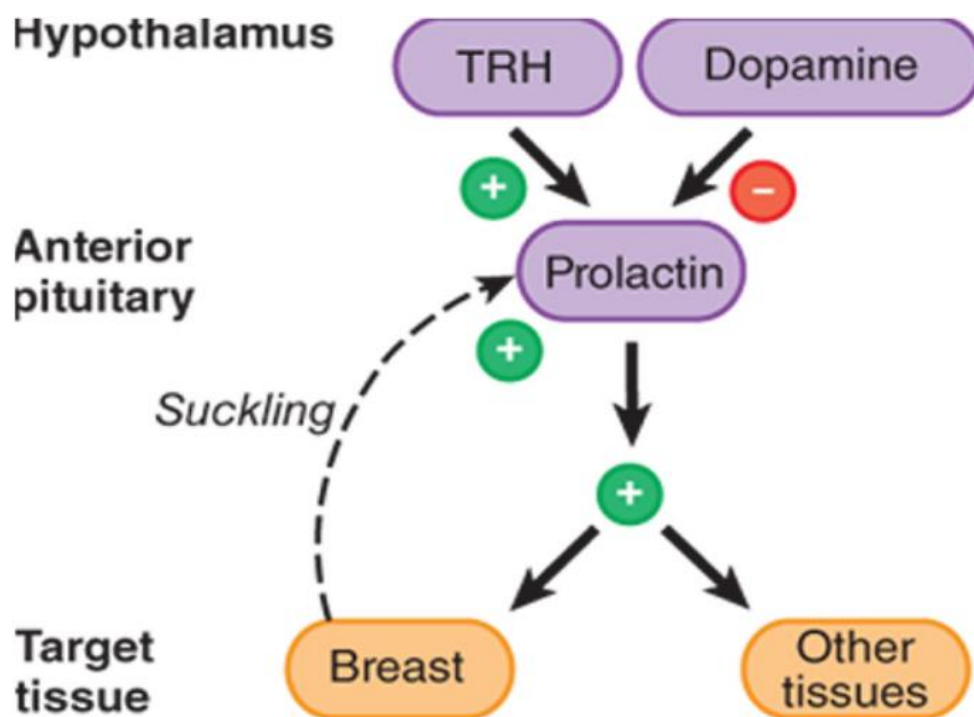 Hypothalamus
TRH
Dopamine
+
−
Anterior
pituitary
Prolactin
+
Suckling
+
Target
tissue
Breast
Other
tissues